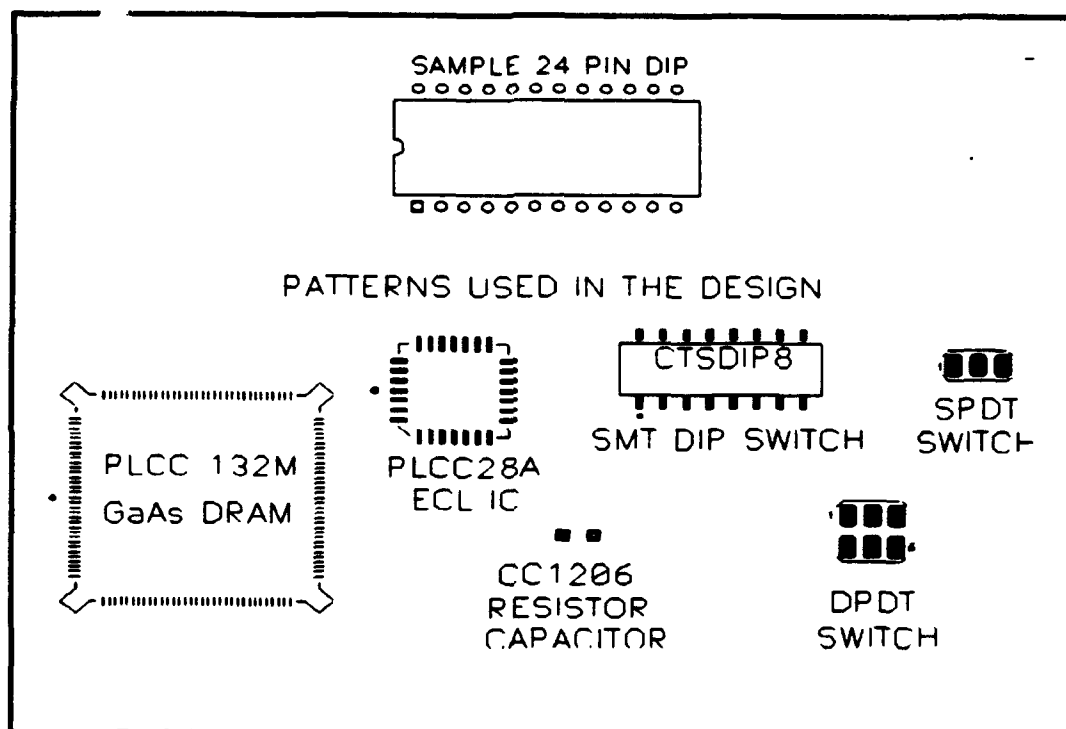 SAMPLE 24 PIN DIP
PATTERNS USED IN THE DESIGN
CTSDIP8
SMT DIP SWITCH
SPDT
SWITCH
PLCC28A
ECL IC
PLCC 132M
GaAs DRAM
CC1206
RESISTOR
CAPACITOR
DPDT
SWITCH